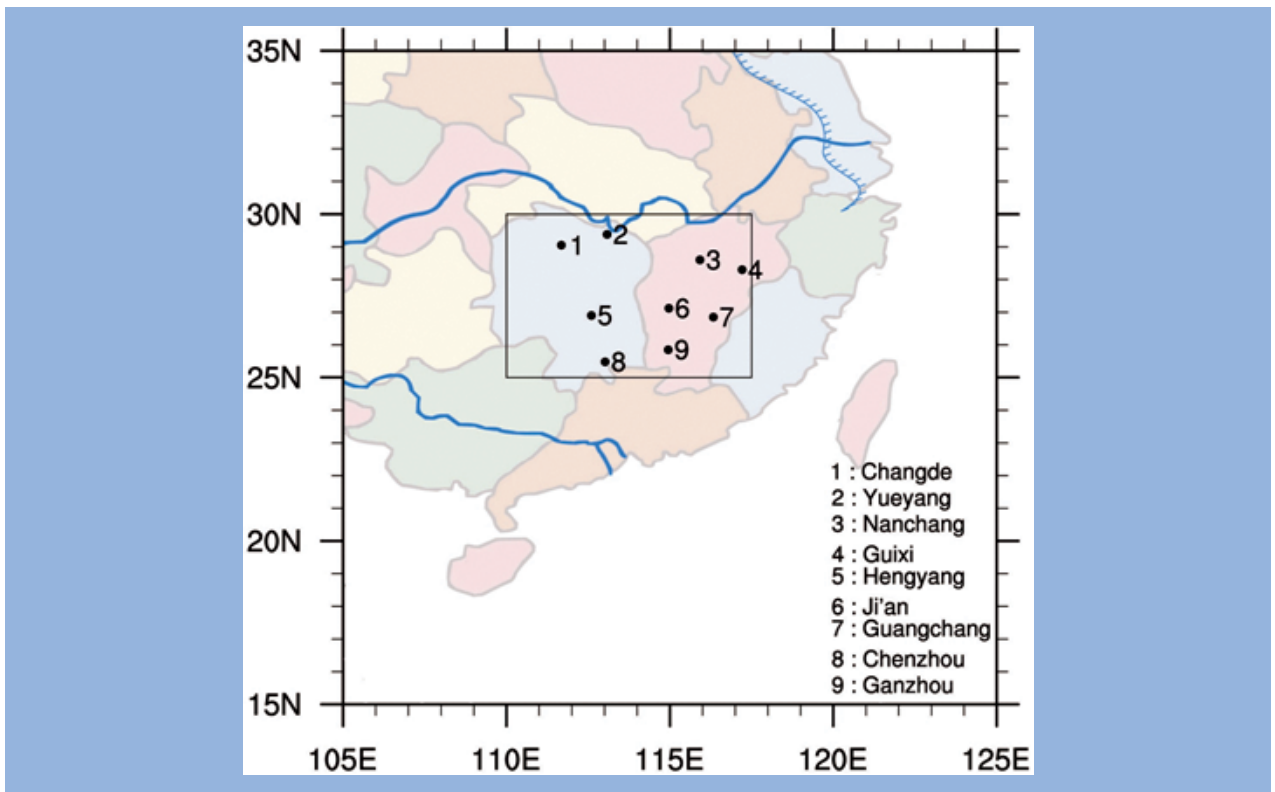 35N
30N
25N
20N
15N
105E 110E 115E 120E 125E
1
2
3
4
5
6
7
8
9
1 : Changde
2 : Yueyang
3 : Nanchang
4 : Guixi
5 : Hengyang
6 : Ji'an
7 : Guangchang
8 : Chenzhou
9 : Ganzhou